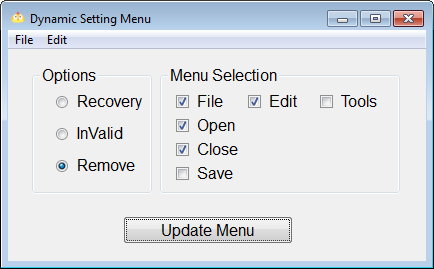 Dynamic Setting Menu
File Edit
Options
Recovery
InValid
Remove
Menu Selection
File Edit Tools
Open
Close
Save
Update Menu